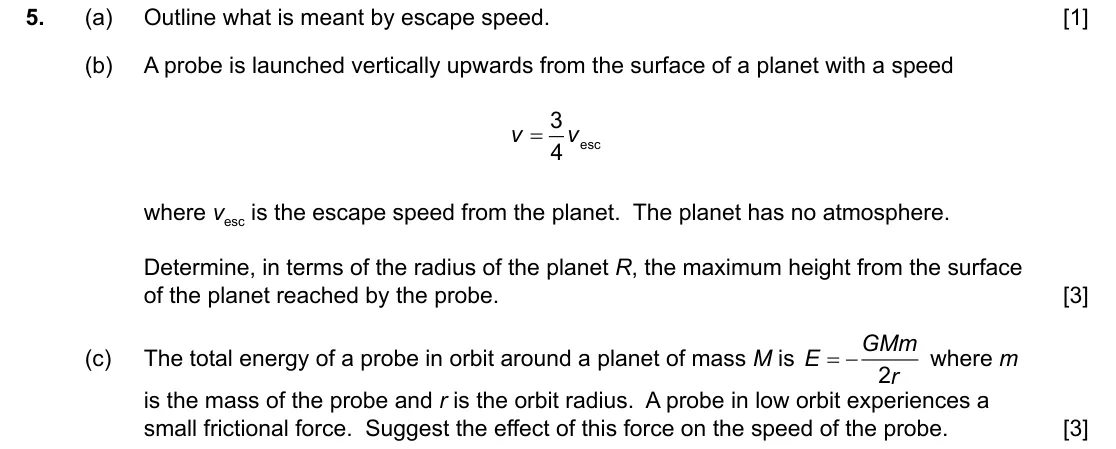 5. (a) Outline what is meant by escape speed. [1]
(b) A probe is launched vertically upwards from the surface of a planet with a speed
v = 3/4 v_esc
where v_esc is the escape speed from the planet. The planet has no atmosphere.
Determine, in terms of the radius of the planet R, the maximum height from the surface
of the planet reached by the probe. [3]
(c) The total energy of a probe in orbit around a planet of mass M is E = −GMm/2r where m
is the mass of the probe and r is the orbit radius. A probe in low orbit experiences a
small frictional force. Suggest the effect of this force on the speed of the probe. [3]